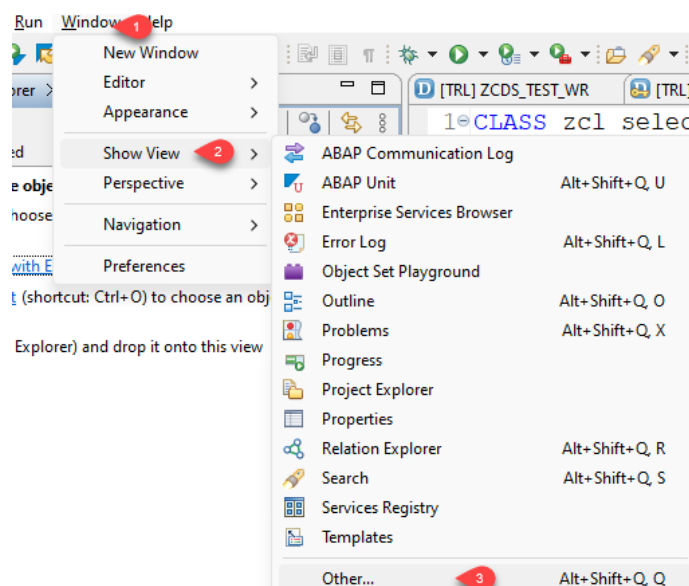 Run Window Help
1
New Window
Editor
Appearance
Show View 2
Perspective
Navigation
Preferences
[TRL] ZCDS_TEST_WR
[TRL]
1 CLASS zcl selec
ABAP Communication Log
ABAP Unit Alt+Shift+Q, U
Enterprise Services Browser
Error Log Alt+Shift+Q, L
Object Set Playground
Outline Alt+Shift+Q, O
Problems Alt+Shift+Q, X
Progress
Project Explorer
Properties
Relation Explorer Alt+Shift+Q, R
Search Alt+Shift+Q, S
Services Registry
Templates
Other... 3 Alt+Shift+Q, Q
orer
ed
e obje
hoose
with E
t (shortcut: Ctrl+O) to choose an obj
Explorer) and drop it onto this view